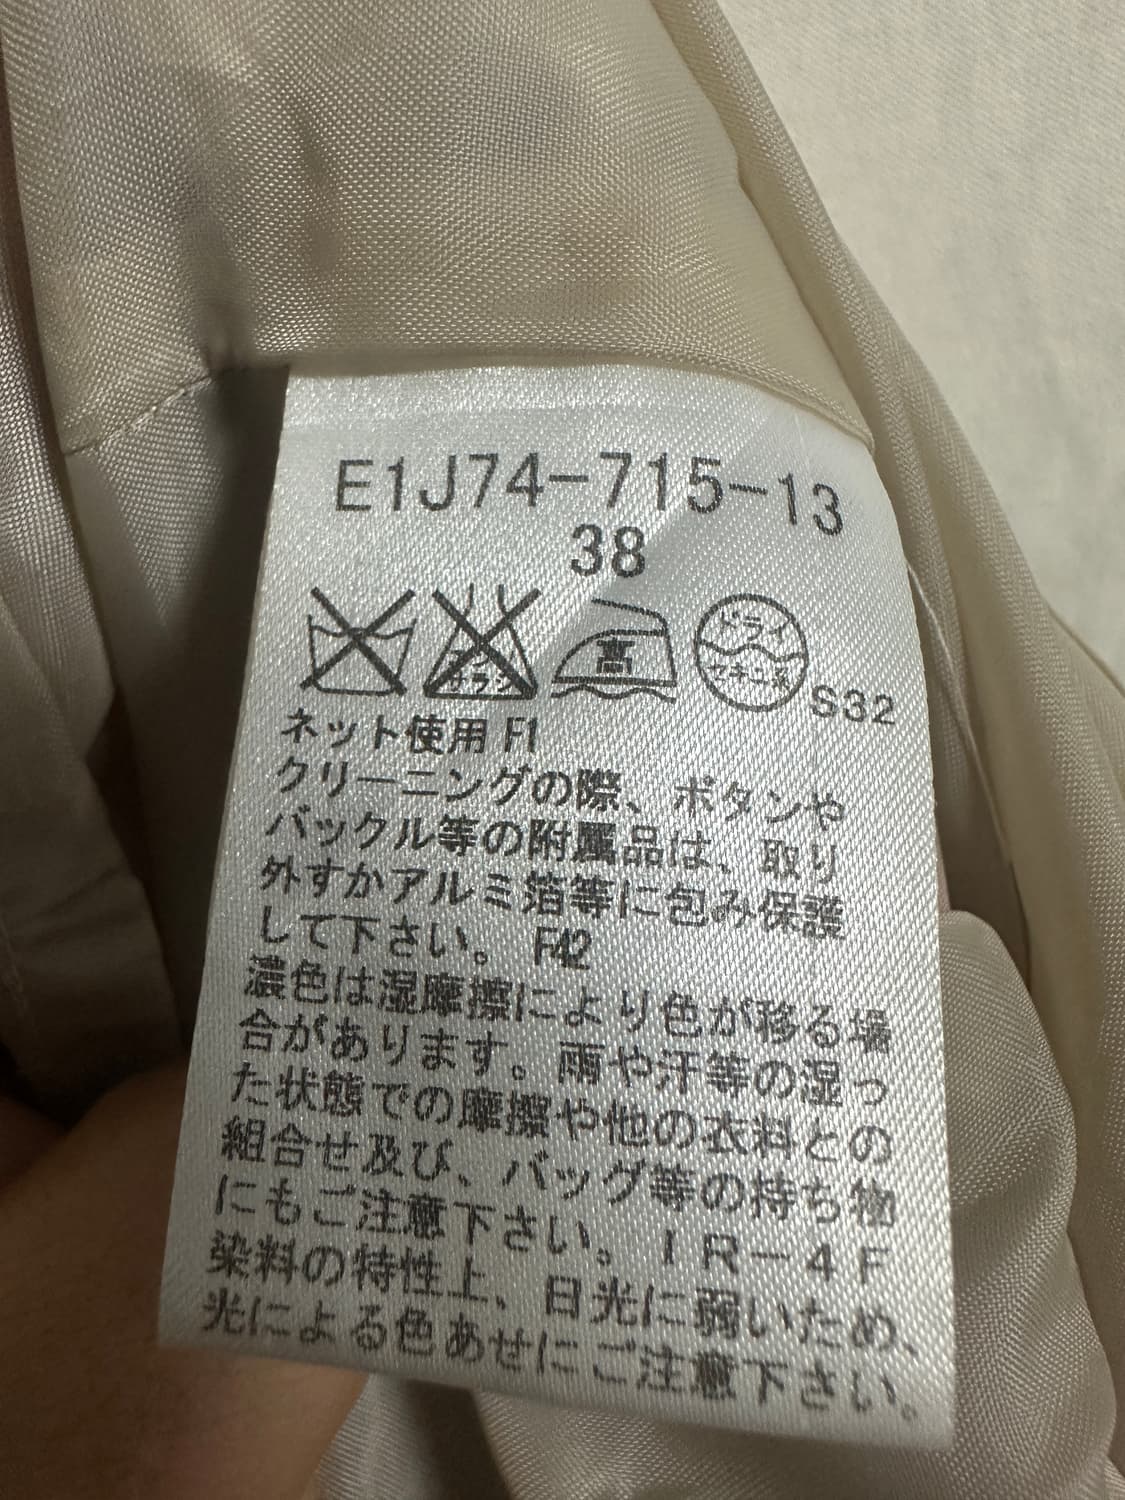 E1J74-715-13
38
エンソ
サラシ
高
ドライ
セキユ系
S32
ネット使用 F1
クリーニングの際、ボタンや
バックル等の附属品は、取り
外すかアルミ箔等に包み保護
して下さい。 F42
濃色は湿摩擦により色が移る場
合があります。雨や汗等の湿っ
た状態での摩擦や他の衣料との
組合せ及び、バッグ等の持ち物
にもご注意下さい。IR-4F
染料の特性上、日光に弱いため、
光による色あせにご注意下さい。